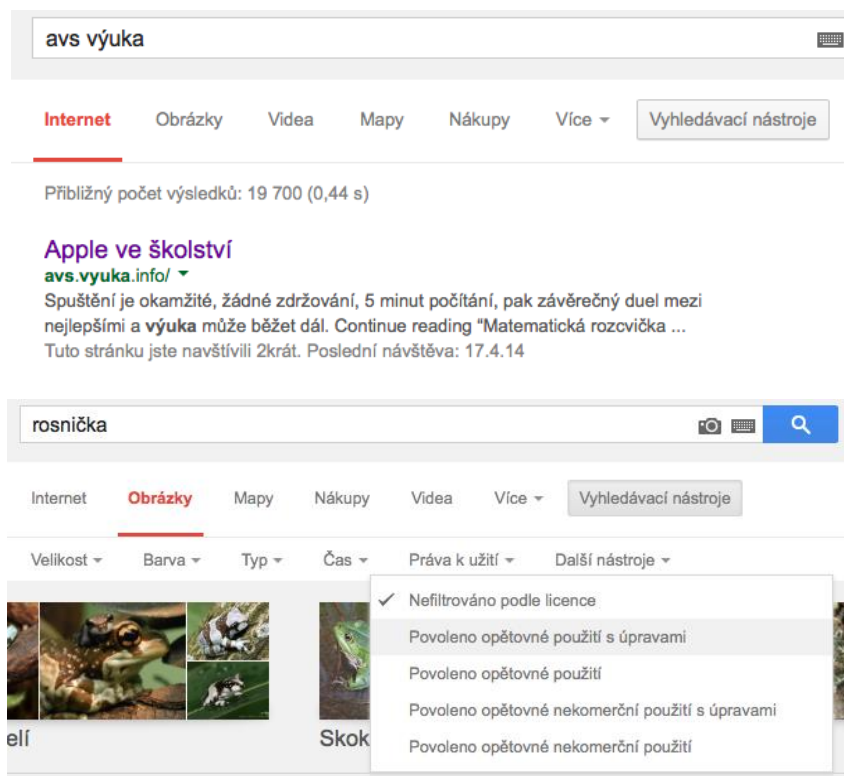 avs výuka
Internet Obrázky Videa Mapy Nákupy Více Vyhledávací nástroje
Přibližný počet výsledků: 19 700 (0,44 s)
Apple ve školství
avs.vyuka.info/
Spuštění je okamžité, žádné zdržování, 5 minut počítání, pak závěrečný duel mezi
nejlepšími a výuka může běžet dál. Continue reading “Matematická rozcvička ...
Tuto stránku jste navštívili 2krát. Poslední návštěva: 17.4.14
rosnička
Internet Obrázky Mapy Nákupy Videa Více Vyhledávací nástroje
Velikost Barva Typ Čas Práva k užití Další nástroje
Nefiltrováno podle licence
Povoleno opětovné použití s úpravami
Povoleno opětovné použití
Povoleno opětovné nekomerční použití s úpravami
Povoleno opětovné nekomerční použití
elí Skok